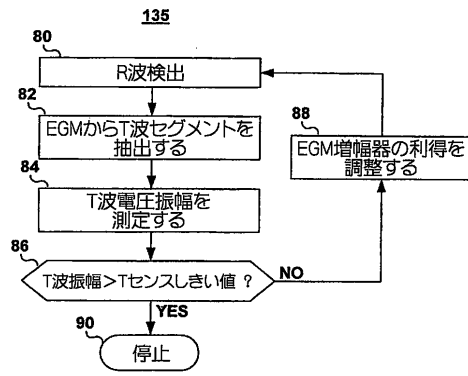 135
80
R波検出
82
EGMからT波セグメントを
抽出する
84
T波電圧振幅を
測定する
86
T波振幅>Tセンスしきい値 ?
NO
YES
90
停止
88
EGM増幅器の利得を
調整する